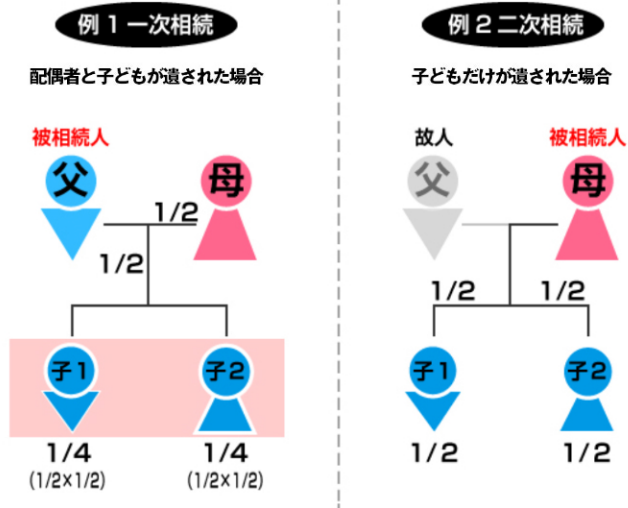 例1一次相続
配偶者と子どもが遺された場合
被相続人
父
母
1/2
1/2
子1
子2
1/4
1/4
(1/2×1/2)
(1/2×1/2)
例2二次相続
子どもだけが遺された場合
故人
被相続人
父
母
1/2
1/2
子1
子2
1/2
1/2